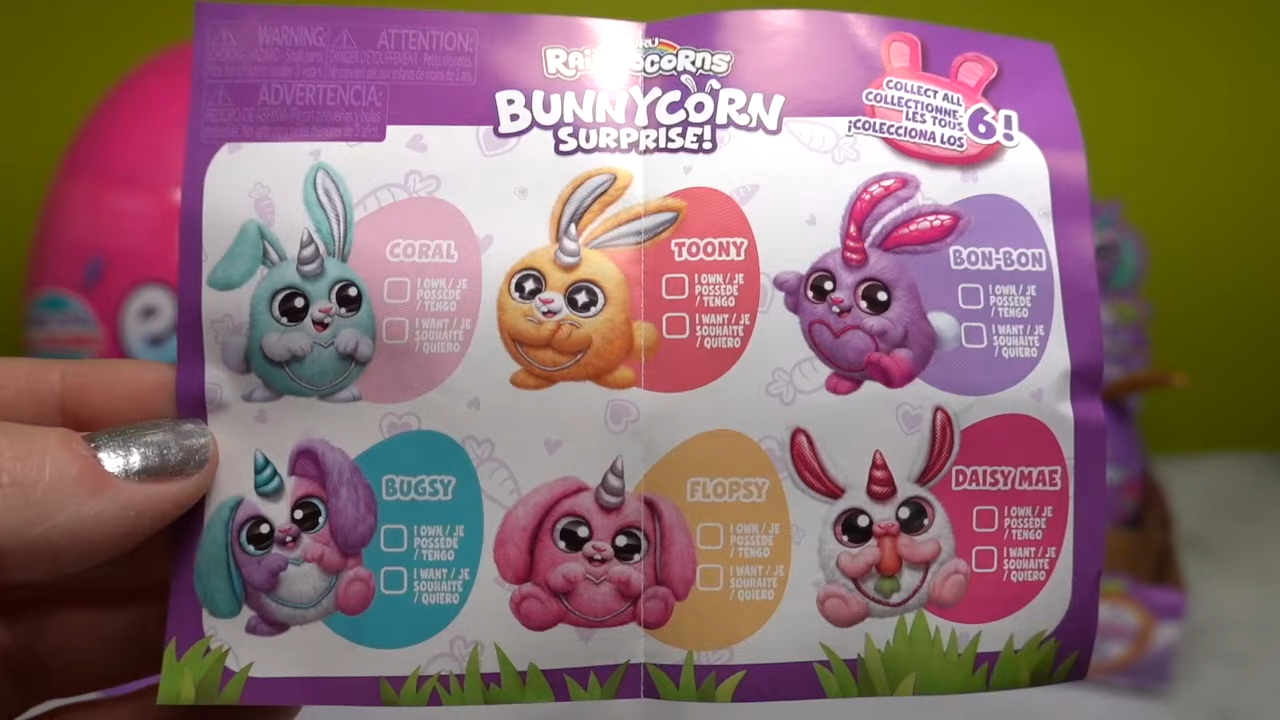 WARNING:
ATTENTION:
ADVERTENCIA:
RAINBOCORNS
BUNNYCORN
SURPRISE!
COLLECT ALL
COLLECTIONNE-
LES TOUS
¡COLECCIONA LOS
6!
CORAL
I OWN / JE
POSSÈDE
/ TENGO
I WANT / JE
SOUHAITE
/ QUIERO
TOONY
I OWN / JE
POSSÈDE
/ TENGO
I WANT / JE
SOUHAITE
/ QUIERO
BON-BON
I OWN / JE
POSSÈDE
/ TENGO
I WANT / JE
SOUHAITE
/ QUIERO
BUGSY
I OWN / JE
POSSÈDE
/ TENGO
I WANT / JE
SOUHAITE
/ QUIERO
FLOPSY
I OWN / JE
POSSÈDE
/ TENGO
I WANT / JE
SOUHAITE
/ QUIERO
DAISY MAE
I OWN / JE
POSSÈDE
/ TENGO
I WANT / JE
SOUHAITE
/ QUIERO